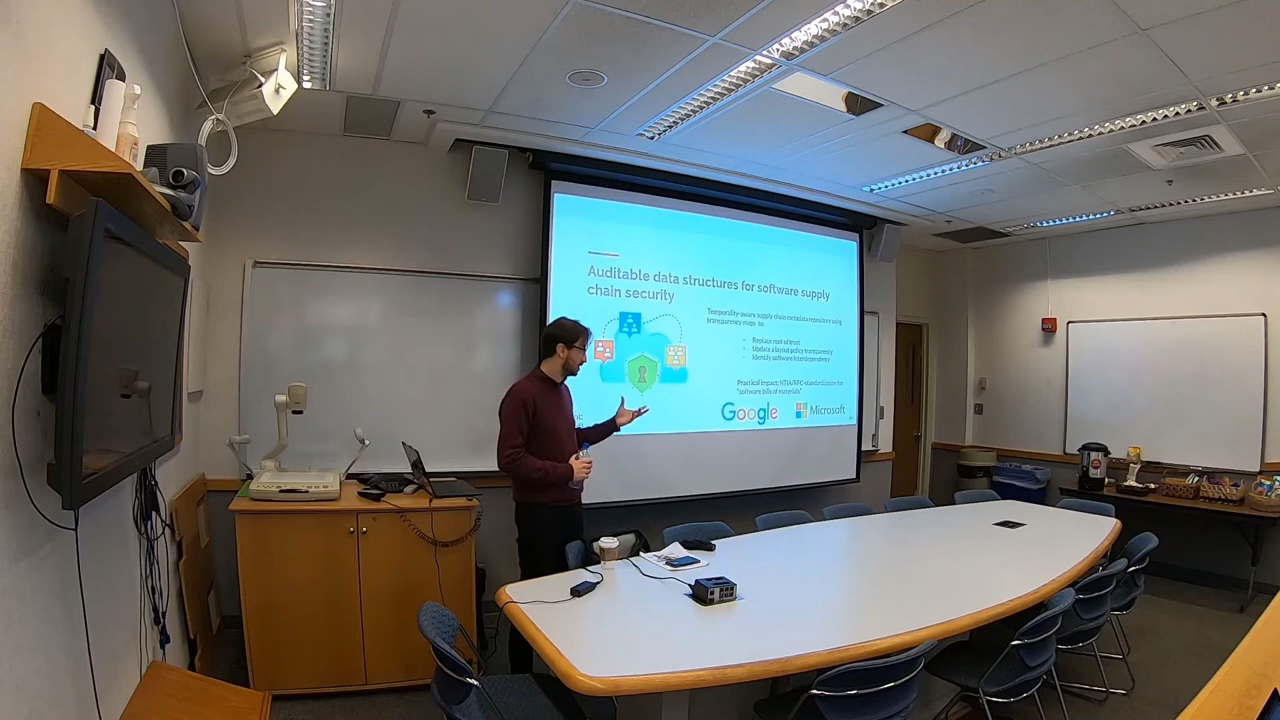 Auditable data structures for software supply
chain security
Temporality-aware supply chain metadata repository using
transparency maps to:
- Replace root of trust
- Update a layout policy transparently
- Identify software interdependency
Practical Impact: NTIA/RFC-standardization for
"software bills of materials"
Google Microsoft